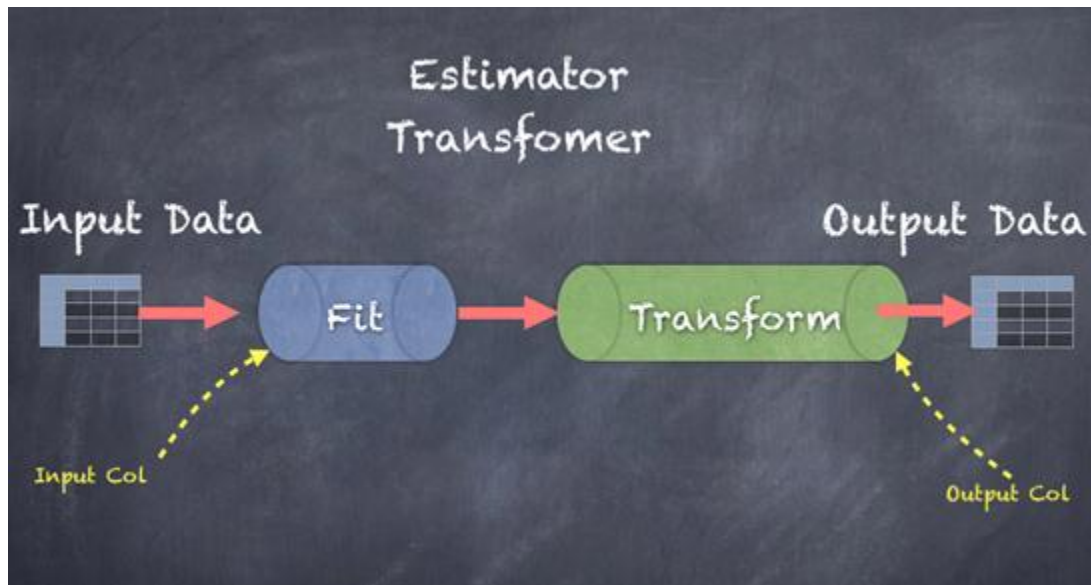 Estimator
Transfomer
Input Data
Output Data
Fit
Transform
Input Col
Output Col